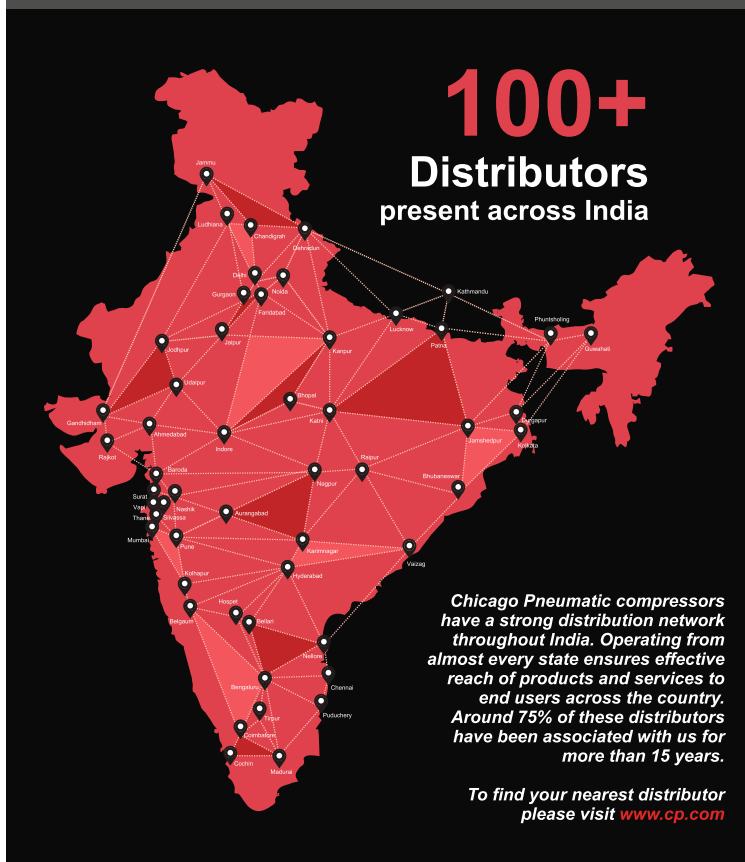 100+
Distributors
present across India
Jammu
Ludhiana
Chandigrah
Dehradun
Delhi
Noida
Gurgaon
Faridabad
Kathmandu
Lucknow
Phuntsholing
Patna
Guwahati
Jodhpur
Jaipur
Kanpur
Udaipur
Bhopal
Gandhidham
Katni
Durgapur
Ahmedabad
Indore
Jamshedpur
Kolkata
Rajkot
Baroda
Raipur
Nagpur
Bhubaneswar
Surat
Vapi
Nashik
Silvassa
Thane
Aurangabad
Mumbai
Pune
Karimnagar
Vaizag
Kolhapur
Hyderabad
Hospet
Belgaum
Bellari
Nellore
Bengaluru
Chennai
Tirpur
Puduchery
Coimbatore
Cochin
Madurai
Chicago Pneumatic compressors
have a strong distribution network
throughout India. Operating from
almost every state ensures effective
reach of products and services to
end users across the country.
Around 75% of these distributors
have been associated with us for
more than 15 years.
To find your nearest distributor
please visit www.cp.com